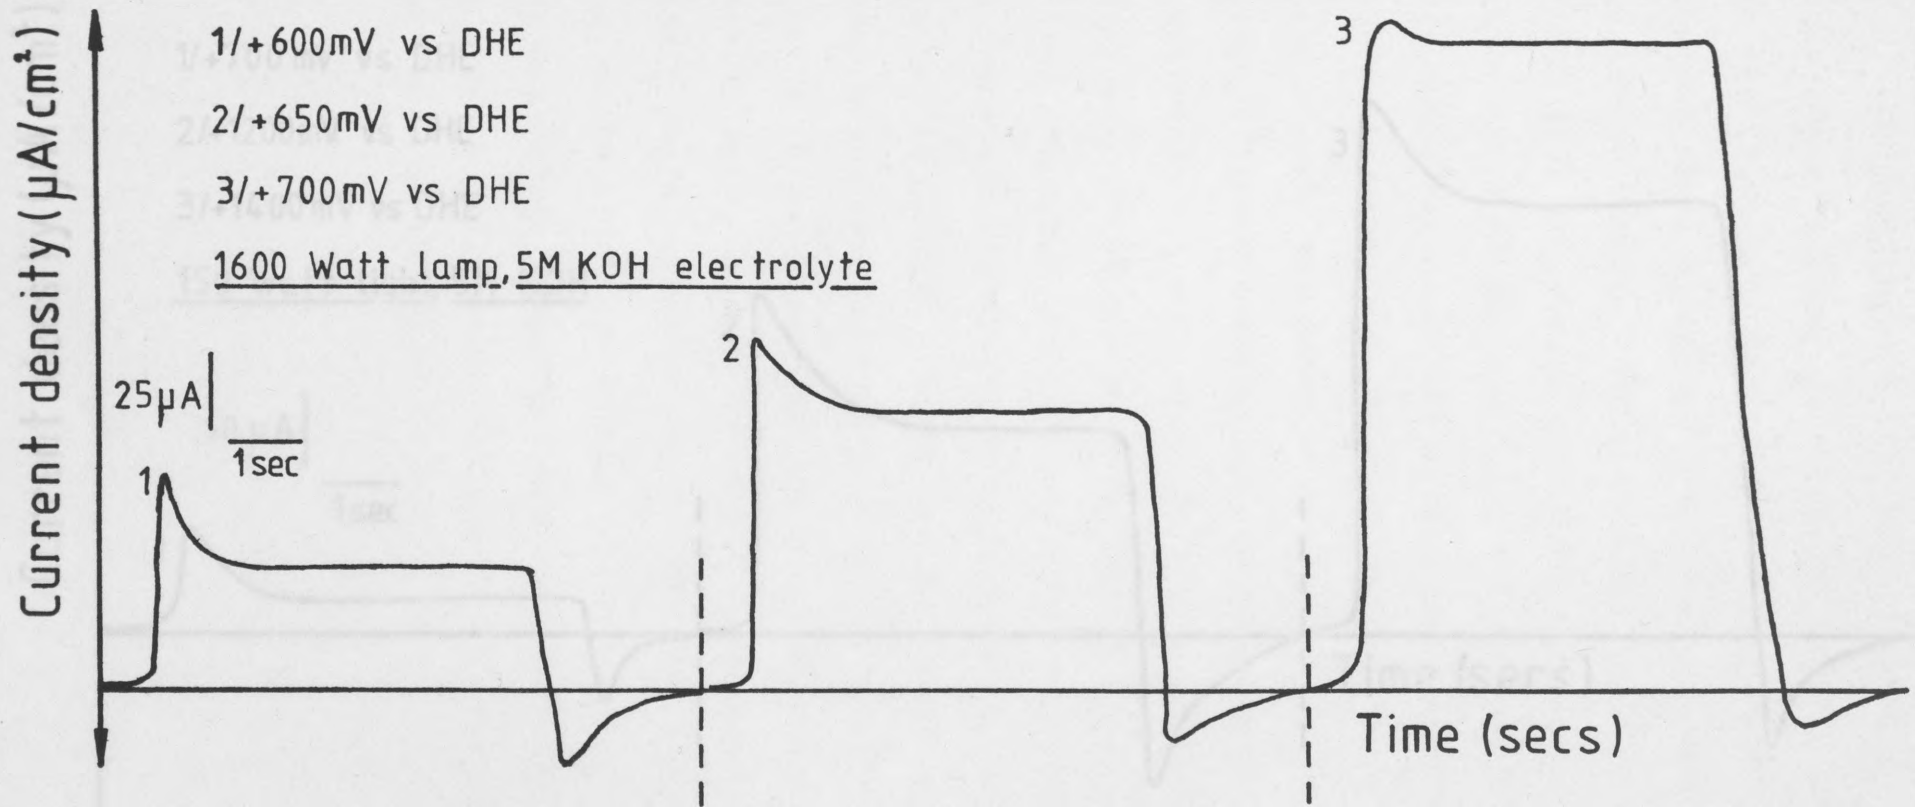 Current density (µA/cm²)
1/+600mV vs DHE
2/+650mV vs DHE
3/+700mV vs DHE
1600 Watt lamp, 5M KOH electrolyte
25µA
1sec
1
2
3
Time (secs)